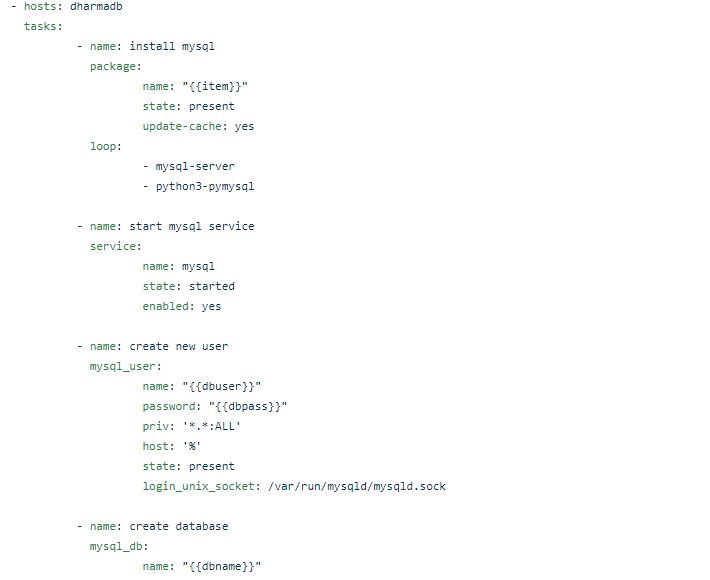 - hosts: dharmadb
tasks:
- name: install mysql
package:
name: "{{item}}"
state: present
update-cache: yes
loop:
- mysql-server
- python3-pymysql
- name: start mysql service
service:
name: mysql
state: started
enabled: yes
- name: create new user
mysql_user:
name: "{{dbuser}}"
password: "{{dbpass}}"
priv: '*.*:ALL'
host: '%'
state: present
login_unix_socket: /var/run/mysqld/mysqld.sock
- name: create database
mysql_db:
name: "{{dbname}}"